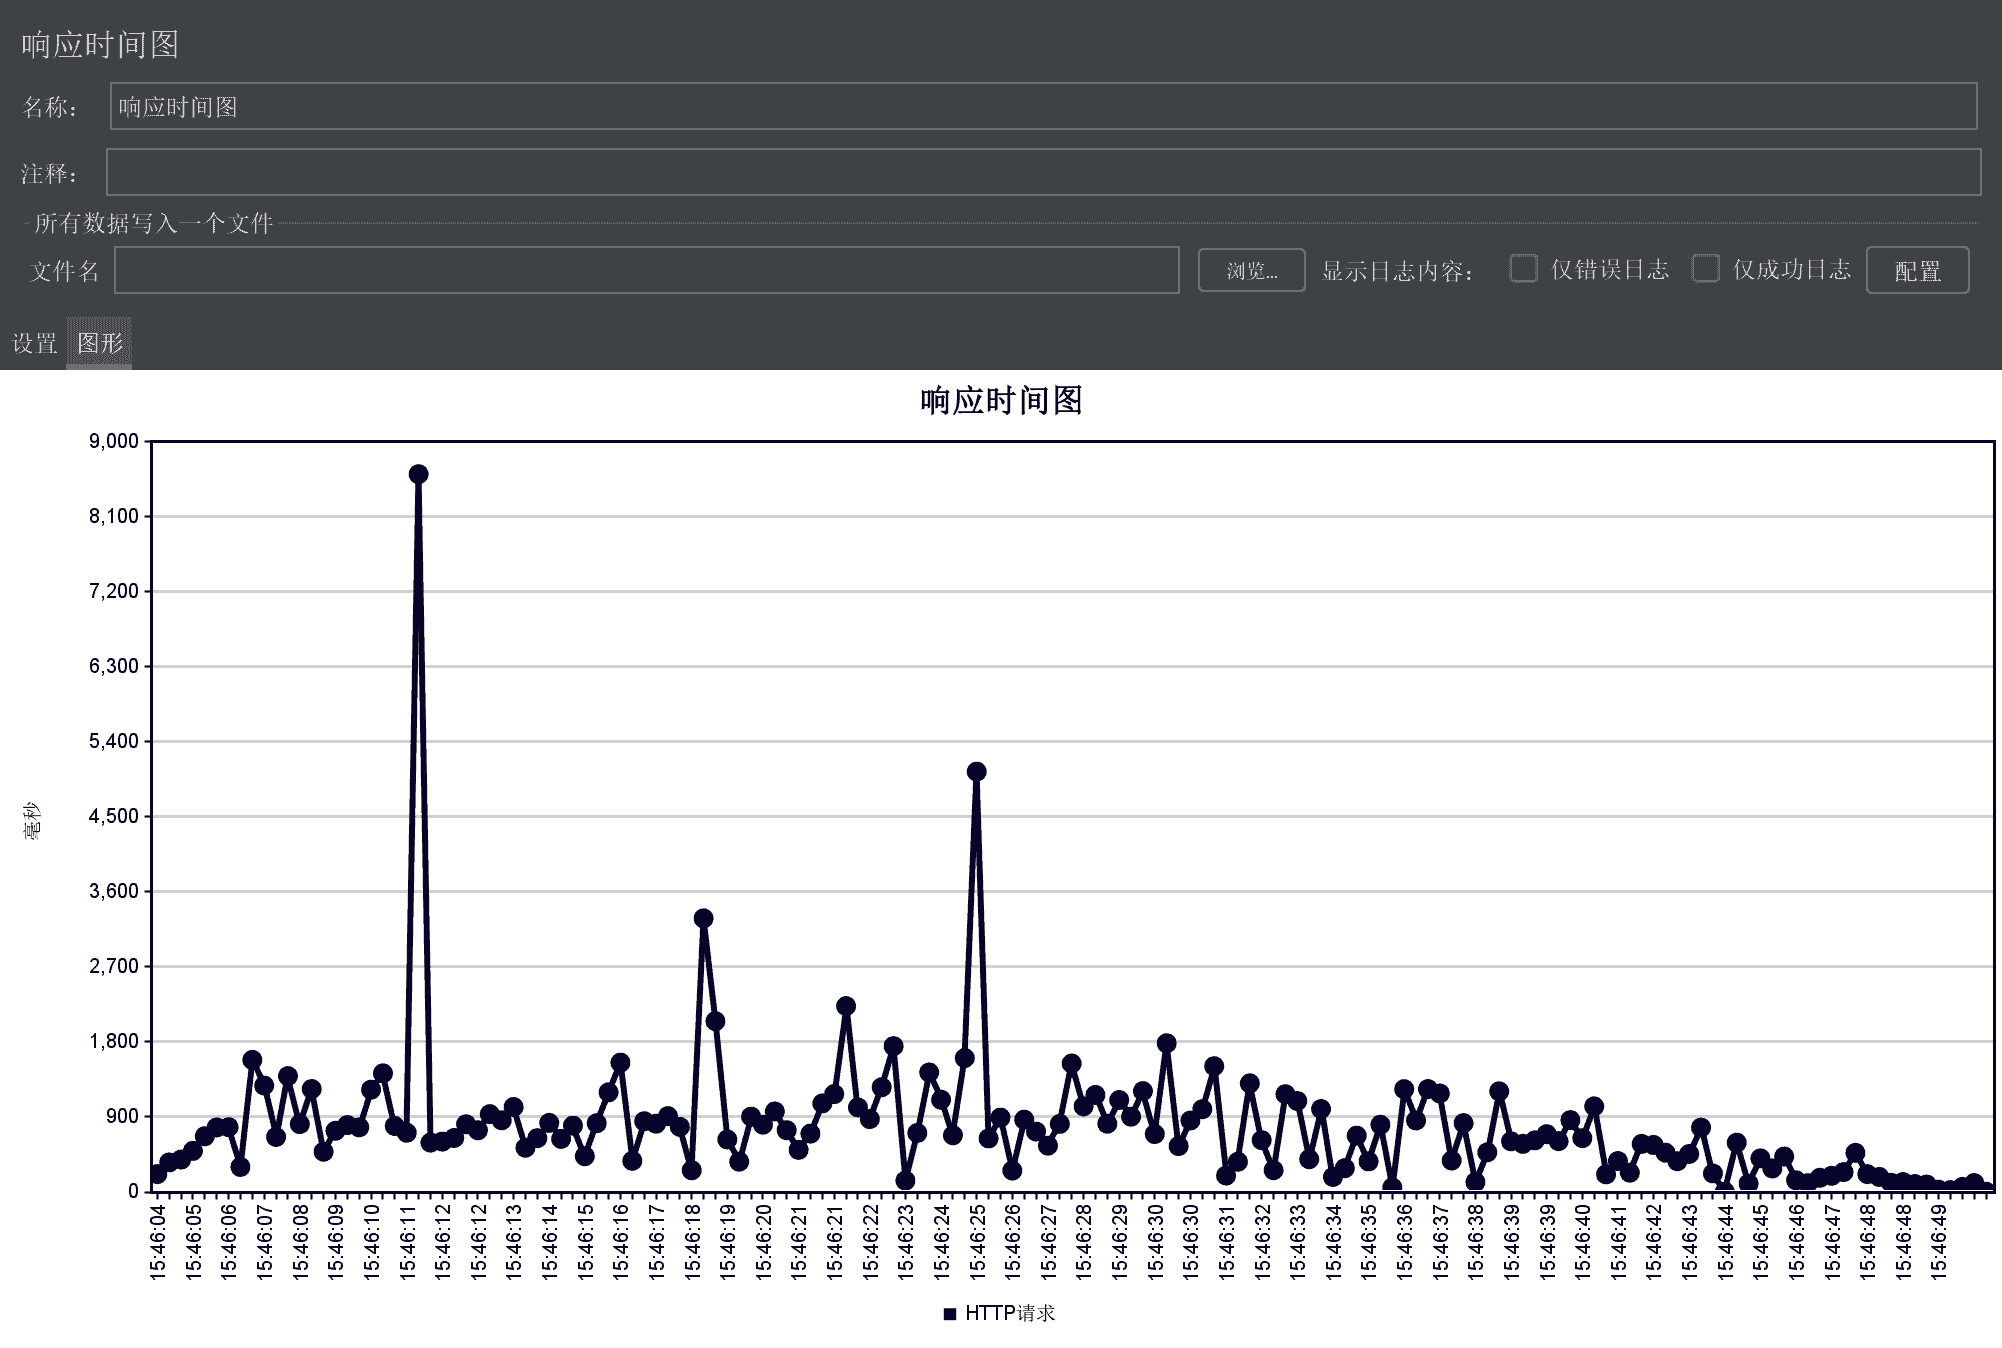 响应时间图
名称： 响应时间图
注释：
所有数据写入一个文件
文件名 浏览... 显示日志内容： 仅错误日志 仅成功日志 配置
设置 图形
响应时间图
9,000
8,100
7,200
6,300
5,400
4,500
3,600
2,700
1,800
900
0
毫秒
15:46:04 15:46:05 15:46:06 15:46:07 15:46:08 15:46:09 15:46:10 15:46:11 15:46:12 15:46:12 15:46:13 15:46:14 15:46:15 15:46:16 15:46:17 15:46:18 15:46:19 15:46:20 15:46:21 15:46:21 15:46:22 15:46:23 15:46:24 15:46:25 15:46:26 15:46:27 15:46:28 15:46:29 15:46:30 15:46:30 15:46:31 15:46:32 15:46:33 15:46:34 15:46:35 15:46:36 15:46:37 15:46:38 15:46:39 15:46:39 15:46:40 15:46:41 15:46:42 15:46:43 15:46:44 15:46:45 15:46:46 15:46:47 15:46:48 15:46:48 15:46:49
HTTP请求